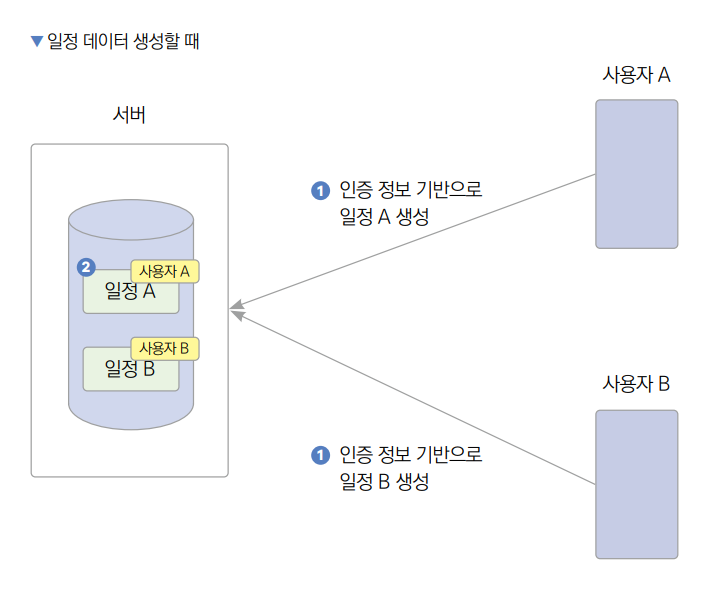 ▼ 일정 데이터 생성할 때
사용자 A
서버
1 인증 정보 기반으로
일정 A 생성
2
사용자 A
일정 A
사용자 B
일정 B
사용자 B
1 인증 정보 기반으로
일정 B 생성